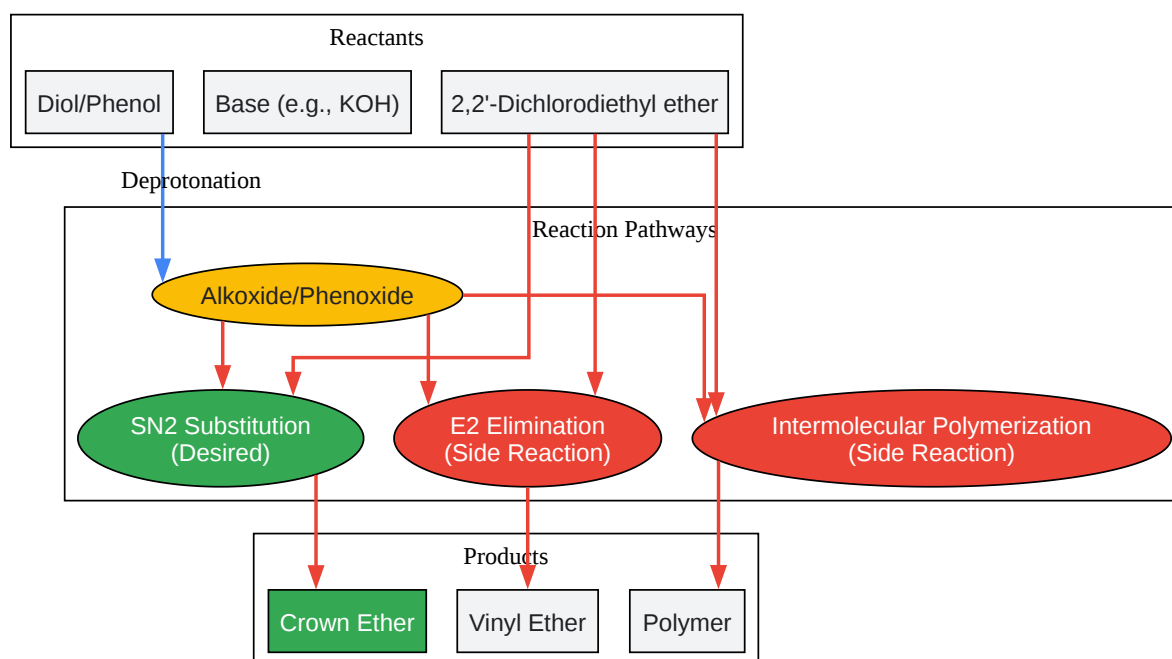 Reactants
Diol/Phenol
Base (e.g., KOH)
2,2'-Dichlorodiethyl ether
Deprotonation
Reaction Pathways
Alkoxide/Phenoxide
SN2 Substitution
(Desired)
E2 Elimination
(Side Reaction)
Intermolecular Polymerization
(Side Reaction)
Products
Crown Ether
Vinyl Ether
Polymer